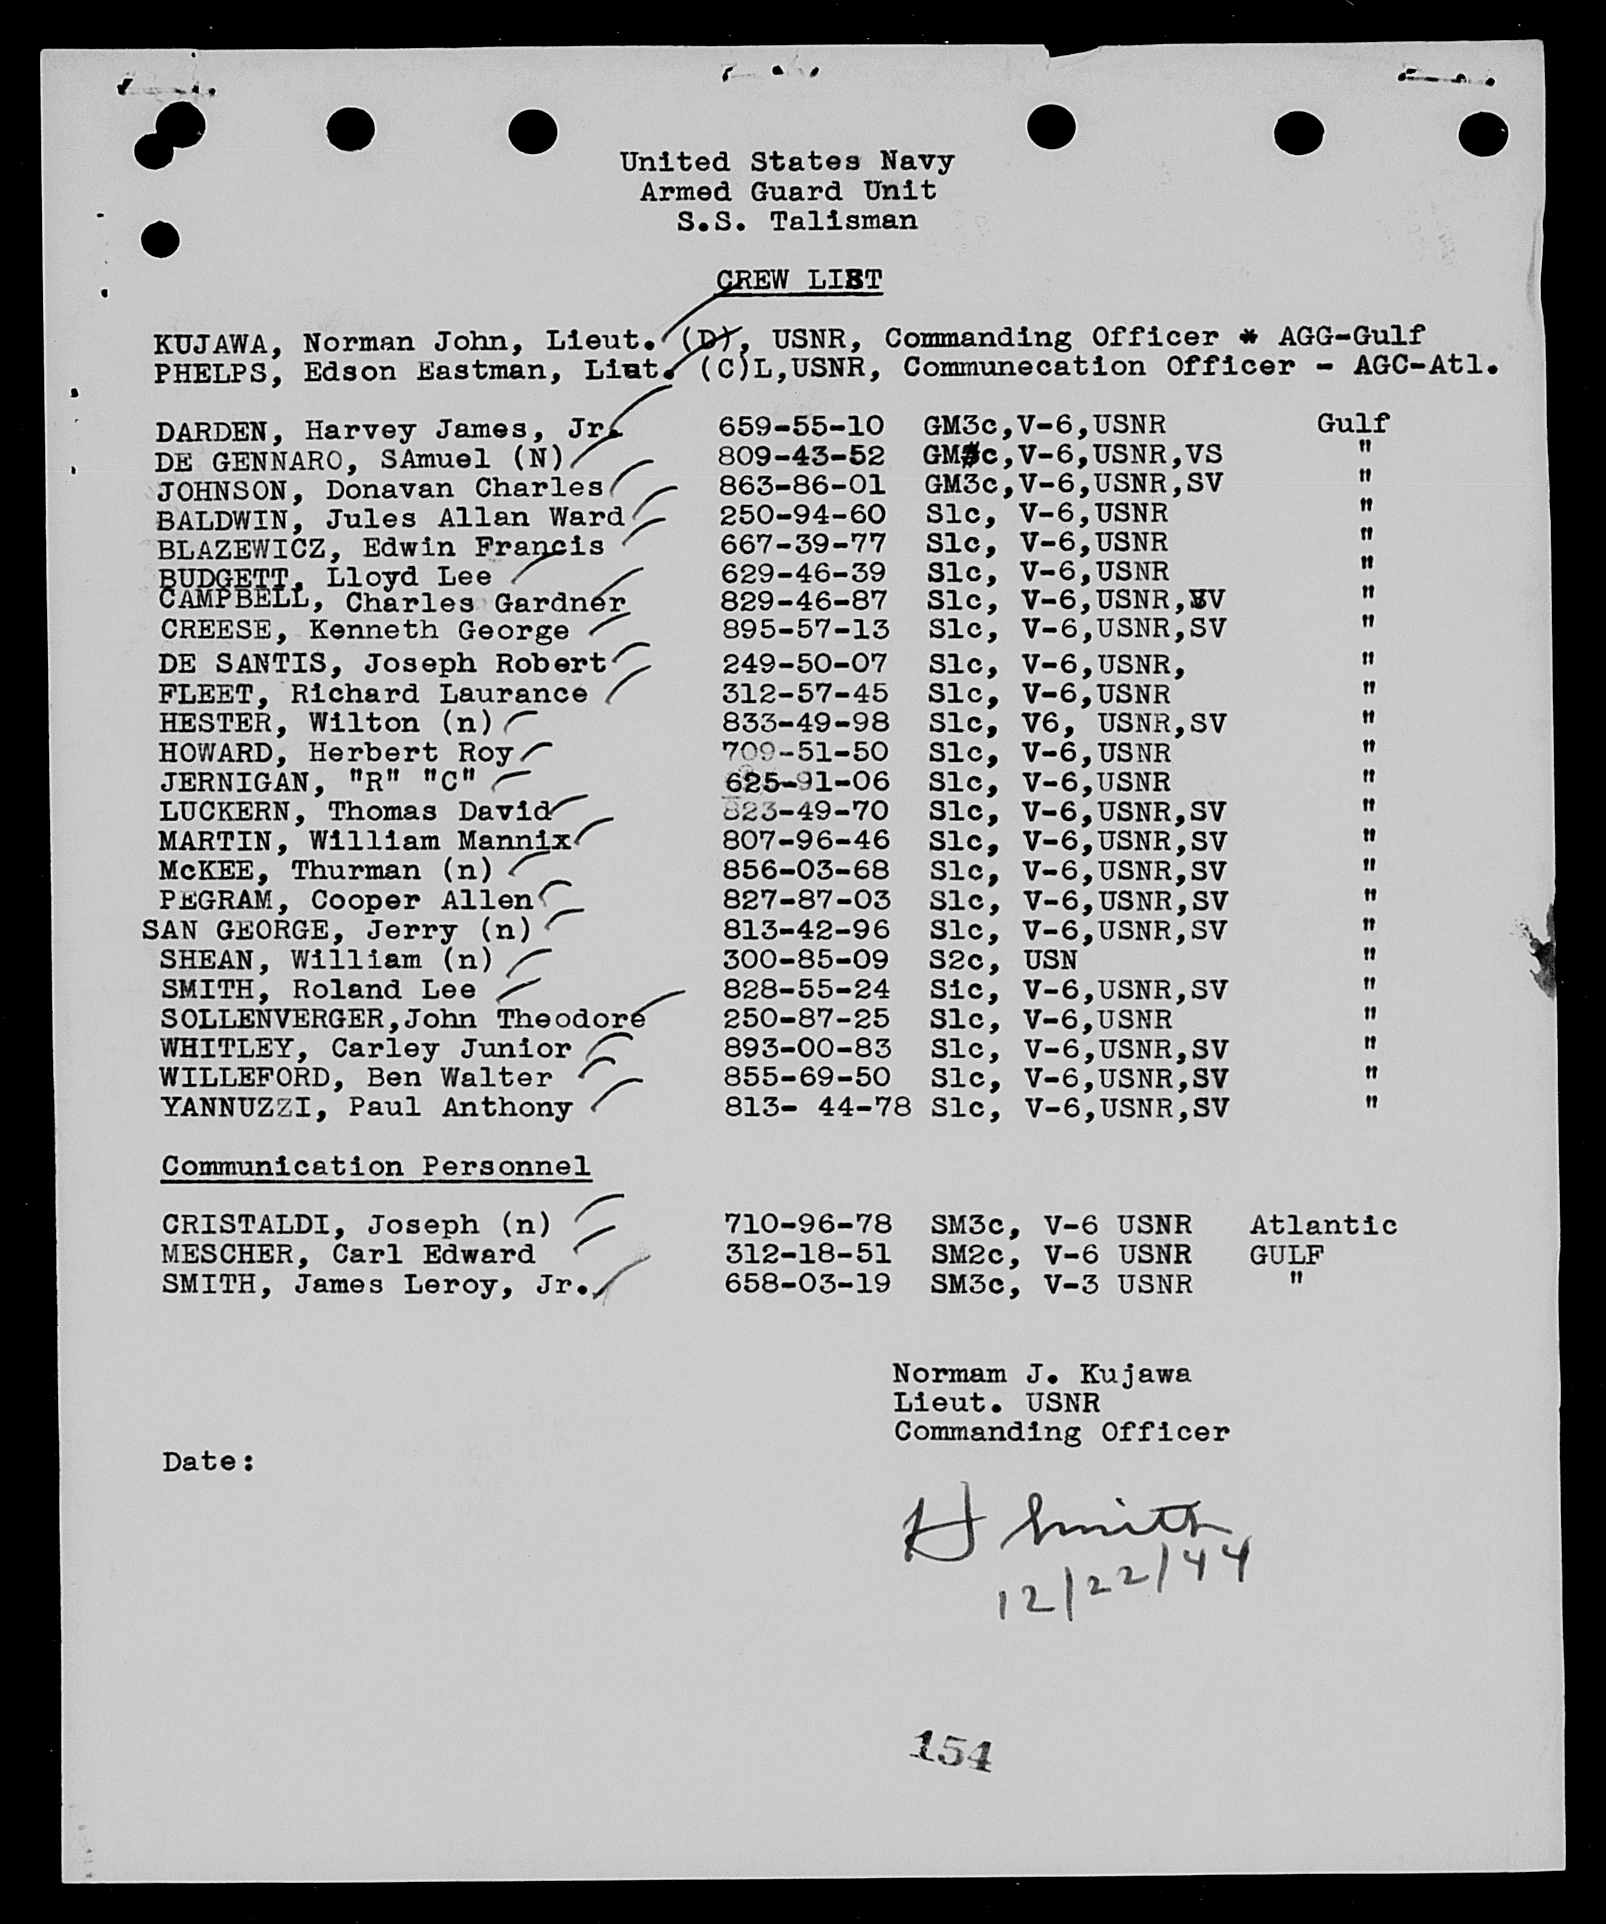 United States Navy
Armed Guard Unit
S.S. Talisman
CREW LIST
KUJAWA, Norman John, Lieut. (D), USNR, Commanding Officer * AGG-Gulf
PHELPS, Edson Eastman, Liut. (C)L,USNR, Communecation Officer - AGC-Atl.
DARDEN, Harvey James, Jr. 659-55-10 GM3c,V-6,USNR Gulf
DE GENNARO, SAmuel (N) 809-43-52 GM3c,V-6,USNR,VS "
JOHNSON, Donavan Charles 863-86-01 GM3c,V-6,USNR,SV "
BALDWIN, Jules Allan Ward 250-94-60 Slc, V-6,USNR "
BLAZEWICZ, Edwin Francis 667-39-77 Slc, V-6,USNR "
BUDGETT, Lloyd Lee 629-46-39 Slc, V-6,USNR "
CAMPBELL, Charles Gardner 829-46-87 Slc, V-6,USNR,SV "
CREESE, Kenneth George 895-57-13 Slc, V-6,USNR,SV "
DE SANTIS, Joseph Robert 249-50-07 Slc, V-6,USNR, "
FLEET, Richard Laurance 312-57-45 Slc, V-6,USNR "
HESTER, Wilton (n) 833-49-98 Slc, V6, USNR,SV "
HOWARD, Herbert Roy 709-51-50 Slc, V-6,USNR "
JERNIGAN, "R" "C" 625-91-06 Slc, V-6,USNR "
LUCKERN, Thomas David 823-49-70 Slc, V-6,USNR,SV "
MARTIN, William Mannix 807-96-46 Slc, V-6,USNR,SV "
McKEE, Thurman (n) 856-03-68 Slc, V-6,USNR,SV "
PEGRAM, Cooper Allen 827-87-03 Slc, V-6,USNR,SV "
SAN GEORGE, Jerry (n) 813-42-96 Slc, V-6,USNR,SV "
SHEAN, William (n) 300-85-09 S2c, USN "
SMITH, Roland Lee 828-55-24 Sic, V-6,USNR,SV "
SOLLENVERGER,John Theodore 250-87-25 Slc, V-6,USNR "
WHITLEY, Carley Junior 893-00-83 Slc, V-6,USNR,SV "
WILLEFORD, Ben Walter 855-69-50 Slc, V-6,USNR,SV "
YANNUZZI, Paul Anthony 813- 44-78 Slc, V-6,USNR,SV "
Communication Personnel
CRISTALDI, Joseph (n) 710-96-78 SM3c, V-6 USNR Atlantic
MESCHER, Carl Edward 312-18-51 SM2c, V-6 USNR GULF
SMITH, James Leroy, Jr. 658-03-19 SM3c, V-3 USNR "
Normam J. Kujawa
Lieut. USNR
Commanding Officer
Date:
H Smith
12/22/44
154